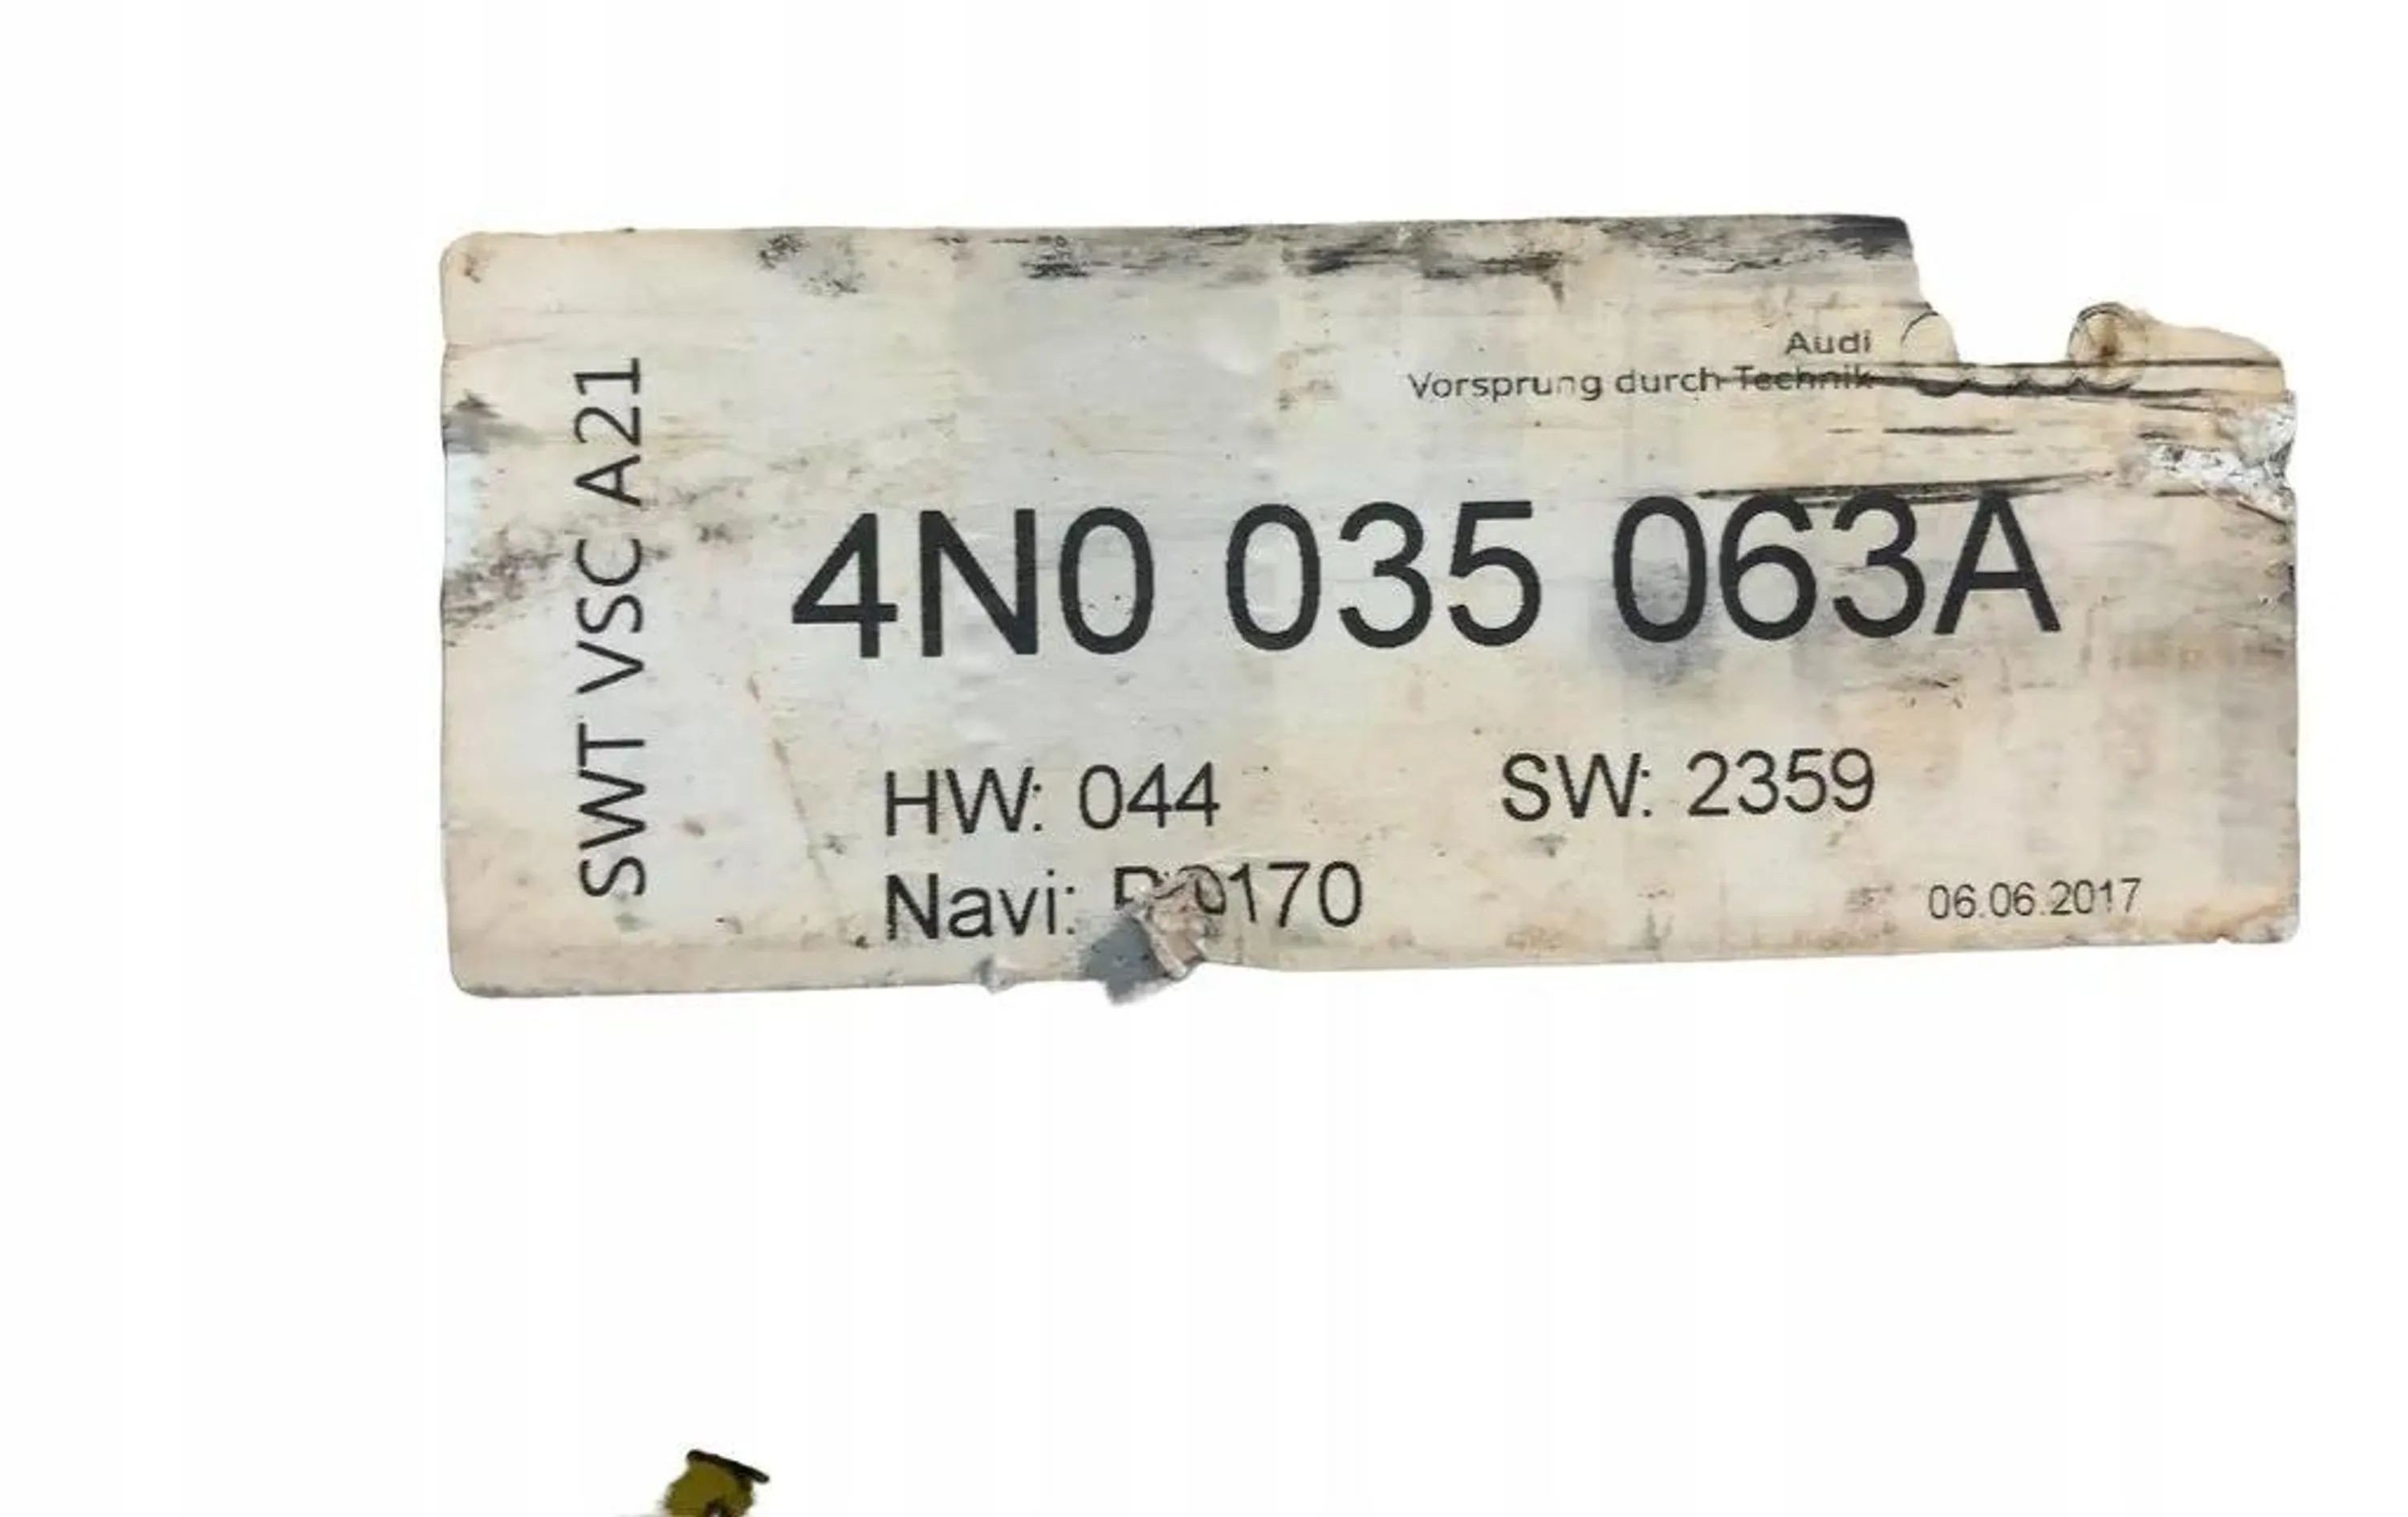 SWT VSC A21
Audi
Vorsprung durch Technik
4N0 035 063A
HW: 044 SW: 2359
Navi:
06.06.2017